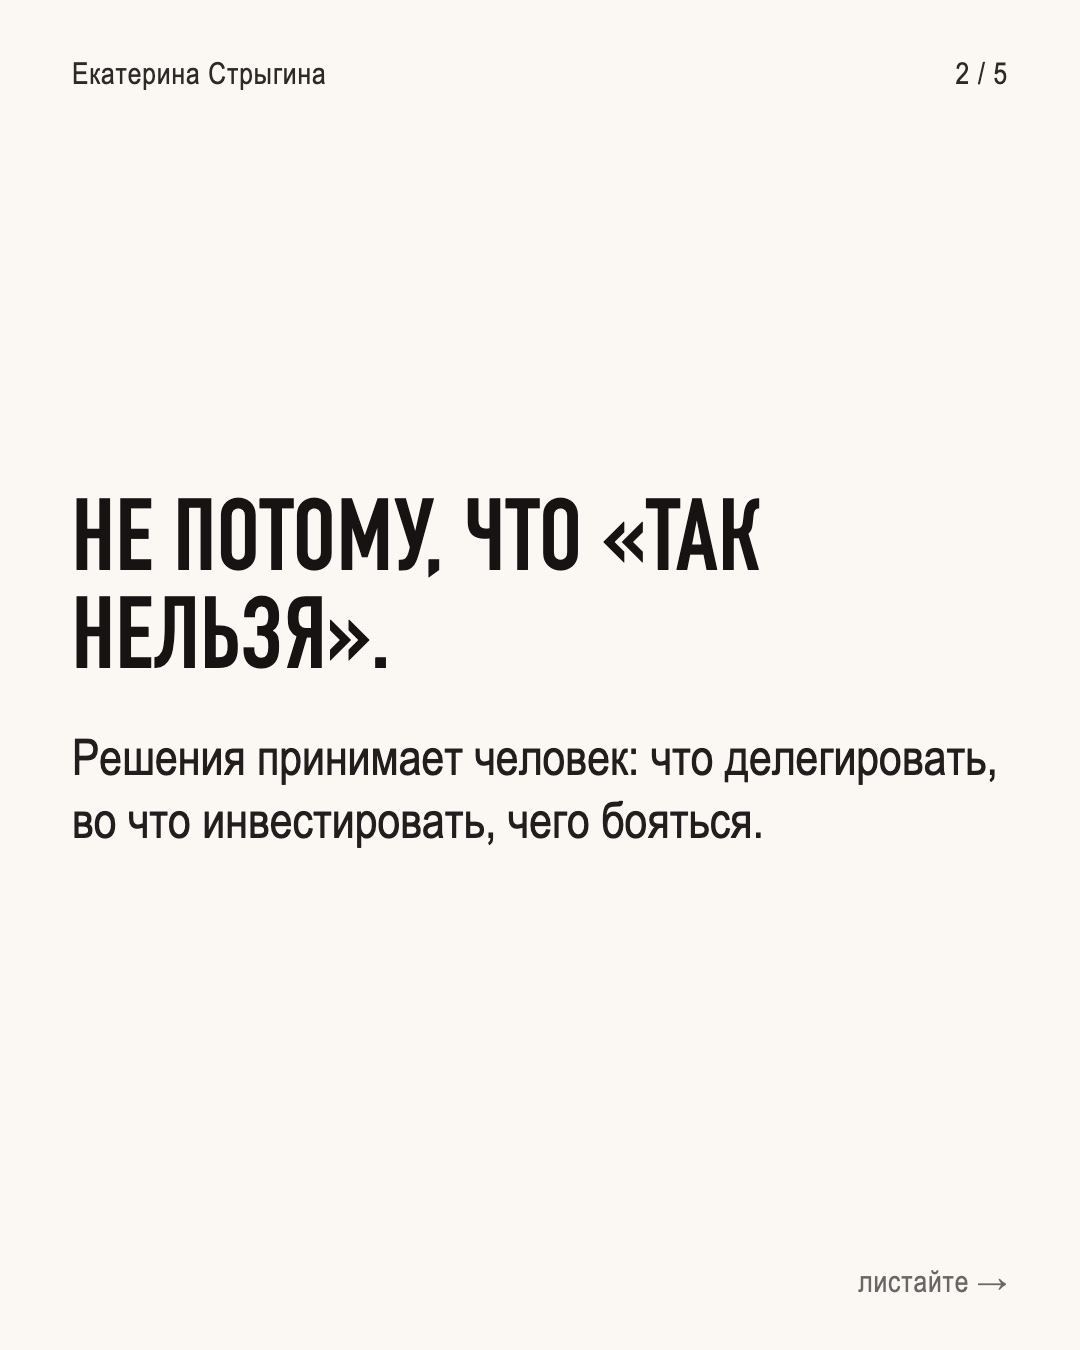 Екатерина Стрыгина
2 / 5
НЕ ПОТОМУ, ЧТО «ТАК
НЕЛЬЗЯ».
Решения принимает человек: что делегировать,
во что инвестировать, чего бояться.
листайте →